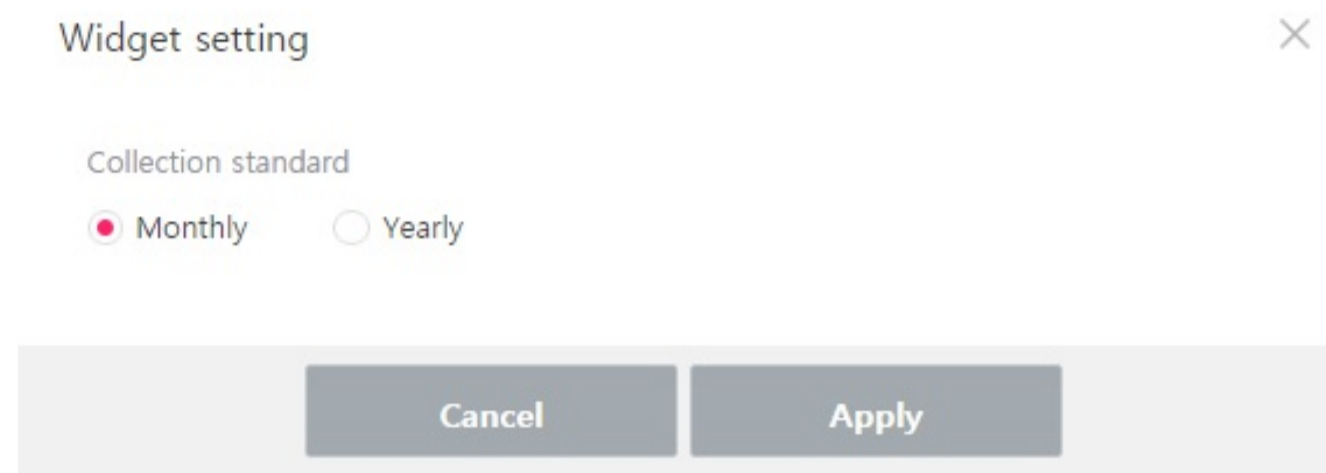 Widget setting
Collection standard
Monthly Yearly
Cancel Apply